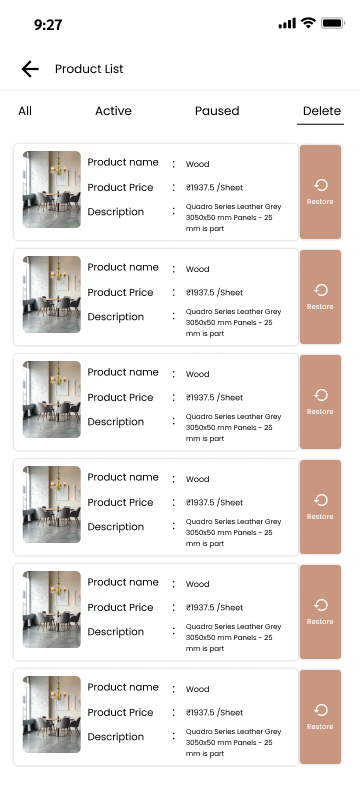 9:27
Product List
All Active Paused Delete
Product name : Wood
Product Price : ₹1937.5 /Sheet
Description : Quadro Series Leather Grey
3050x50 mm Panels - 25
mm is part
Restore
Product name : Wood
Product Price : ₹1937.5 /Sheet
Description : Quadro Series Leather Grey
3050x50 mm Panels - 25
mm is part
Restore
Product name : Wood
Product Price : ₹1937.5 /Sheet
Description : Quadro Series Leather Grey
3050x50 mm Panels - 25
mm is part
Restore
Product name : Wood
Product Price : ₹1937.5 /Sheet
Description : Quadro Series Leather Grey
3050x50 mm Panels - 25
mm is part
Restore
Product name : Wood
Product Price : ₹1937.5 /Sheet
Description : Quadro Series Leather Grey
3050x50 mm Panels - 25
mm is part
Restore
Product name : Wood
Product Price : ₹1937.5 /Sheet
Description : Quadro Series Leather Grey
3050x50 mm Panels - 25
mm is part
Restore